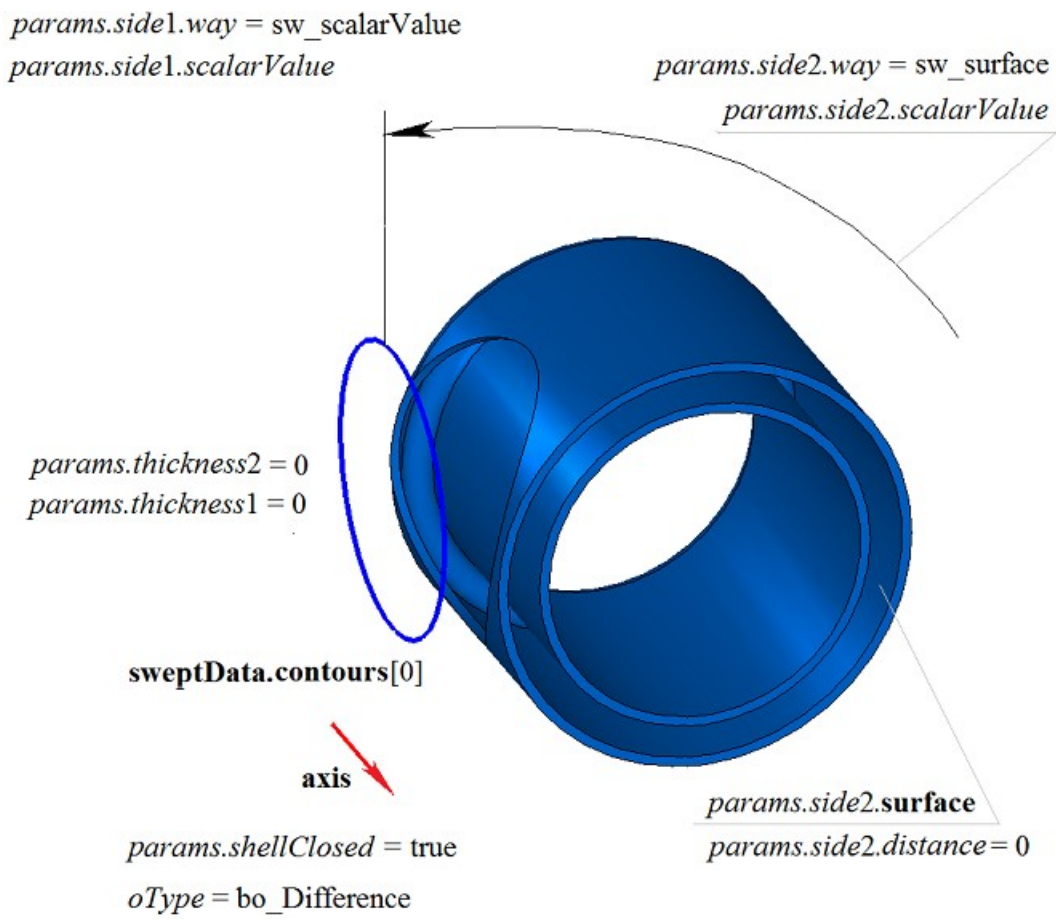 params.side1.way = sw_scalarValue
params.side1.scalarValue
params.side2.way = sw_surface
params.side2.scalarValue
params.thickness2 = 0
params.thickness1 = 0
sweptData.contours[0]
axis
params.side2.surface
params.side2.distance = 0
params.shellClosed = true
oType = bo_Difference